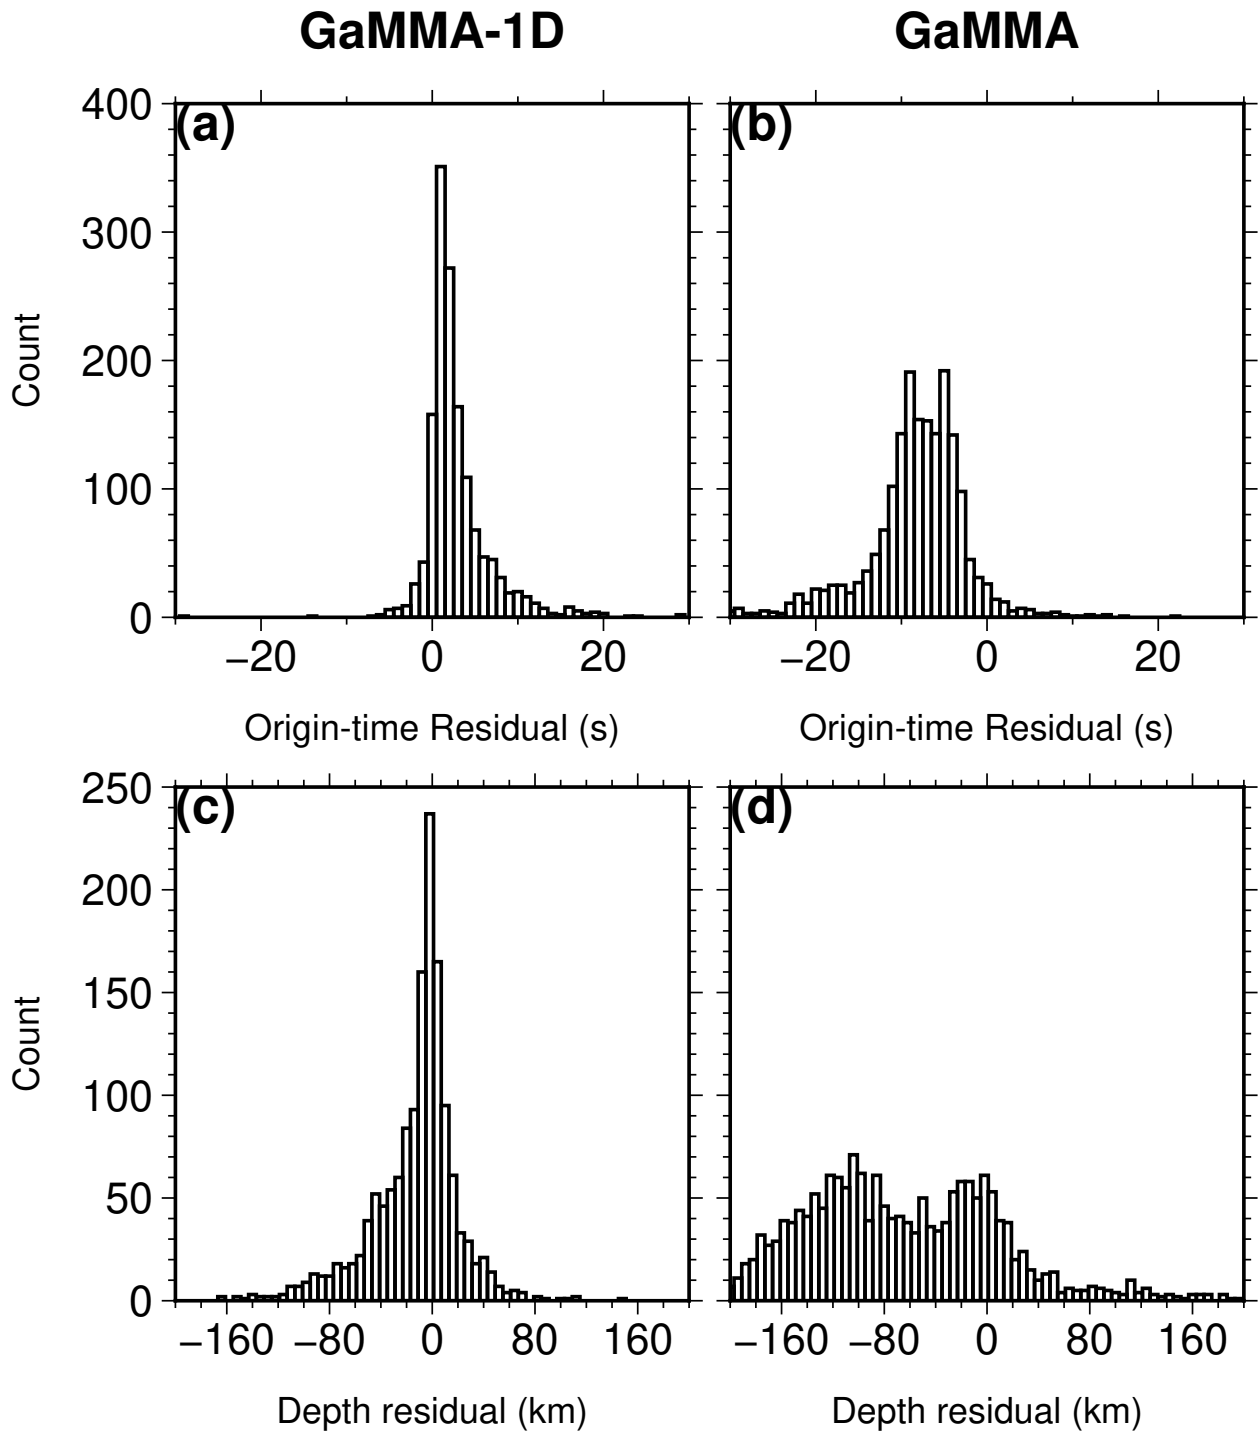 GaMMA-1D GaMMA
(a) (b)
400
300
200
100
0
Count
−20 0 20 −20 0 20
Origin-time Residual (s) Origin-time Residual (s)
(c) (d)
250
200
150
100
50
0
Count
−160 −80 0 80 160 −160 −80 0 80 160
Depth residual (km) Depth residual (km)